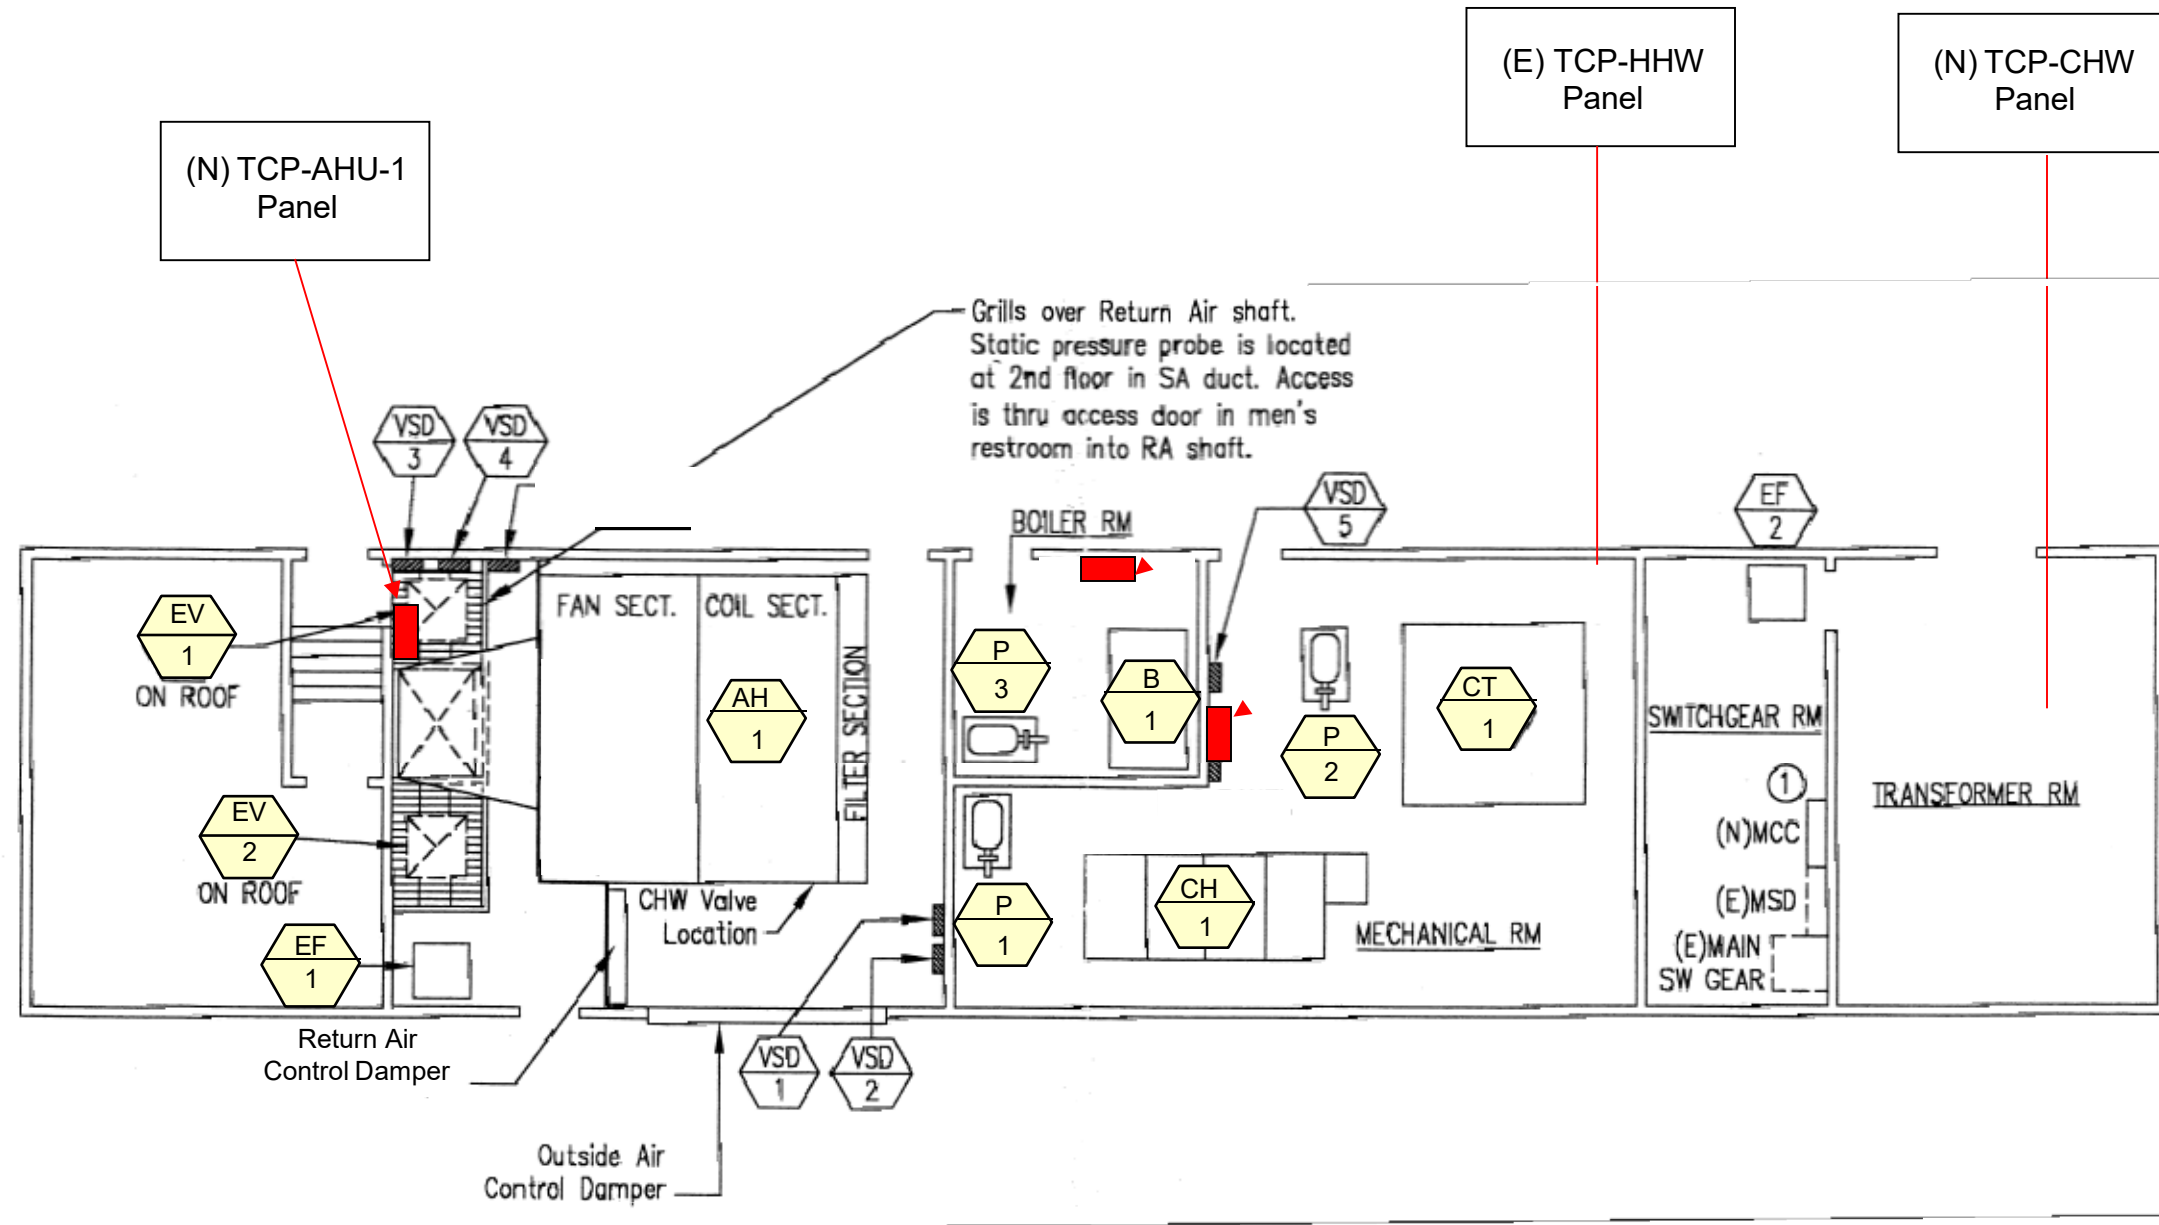 (E) TCP-HHW
Panel
(N) TCP-CHW
Panel
(N) TCP-AHU-1
Panel
Grills over Return Air shaft.
Static pressure probe is located
at 2nd floor in SA duct. Access
is thru access door in men's
restroom into RA shaft.
VSD
3
VSD
4
VSD
5
EF
2
BOILER RM
EV
1
ON ROOF
FAN SECT.
COIL SECT.
FILTER SECTION
AH
1
P
3
B
1
P
2
CT
1
SWITCHGEAR RM
1
(N)MCC
(E)MSD
(E)MAIN
SW GEAR
TRANSFORMER RM
EV
2
ON ROOF
EF
1
CHW Valve
Location
P
1
CH
1
MECHANICAL RM
Return Air
Control Damper
VSD
1
VSD
2
Outside Air
Control Damper